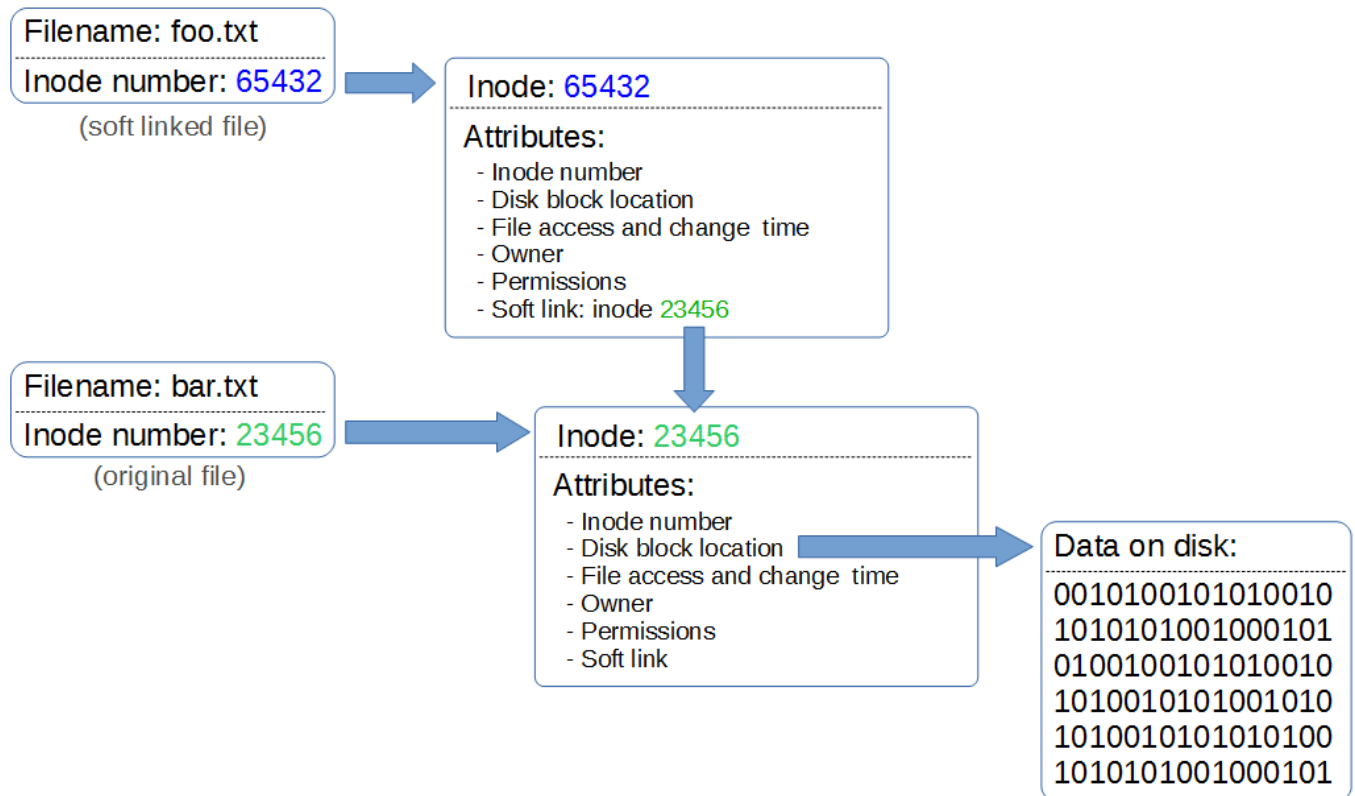 Filename: foo.txt
Inode number: 65432
(soft linked file)
Inode: 65432
Attributes:
- Inode number
- Disk block location
- File access and change time
- Owner
- Permissions
- Soft link: inode 23456
Filename: bar.txt
Inode number: 23456
(original file)
Inode: 23456
Attributes:
- Inode number
- Disk block location
- File access and change time
- Owner
- Permissions
- Soft link
Data on disk:
0010100101010010
1010101001000101
0100100101010010
1010010101001010
1010010101010100
1010101001000101